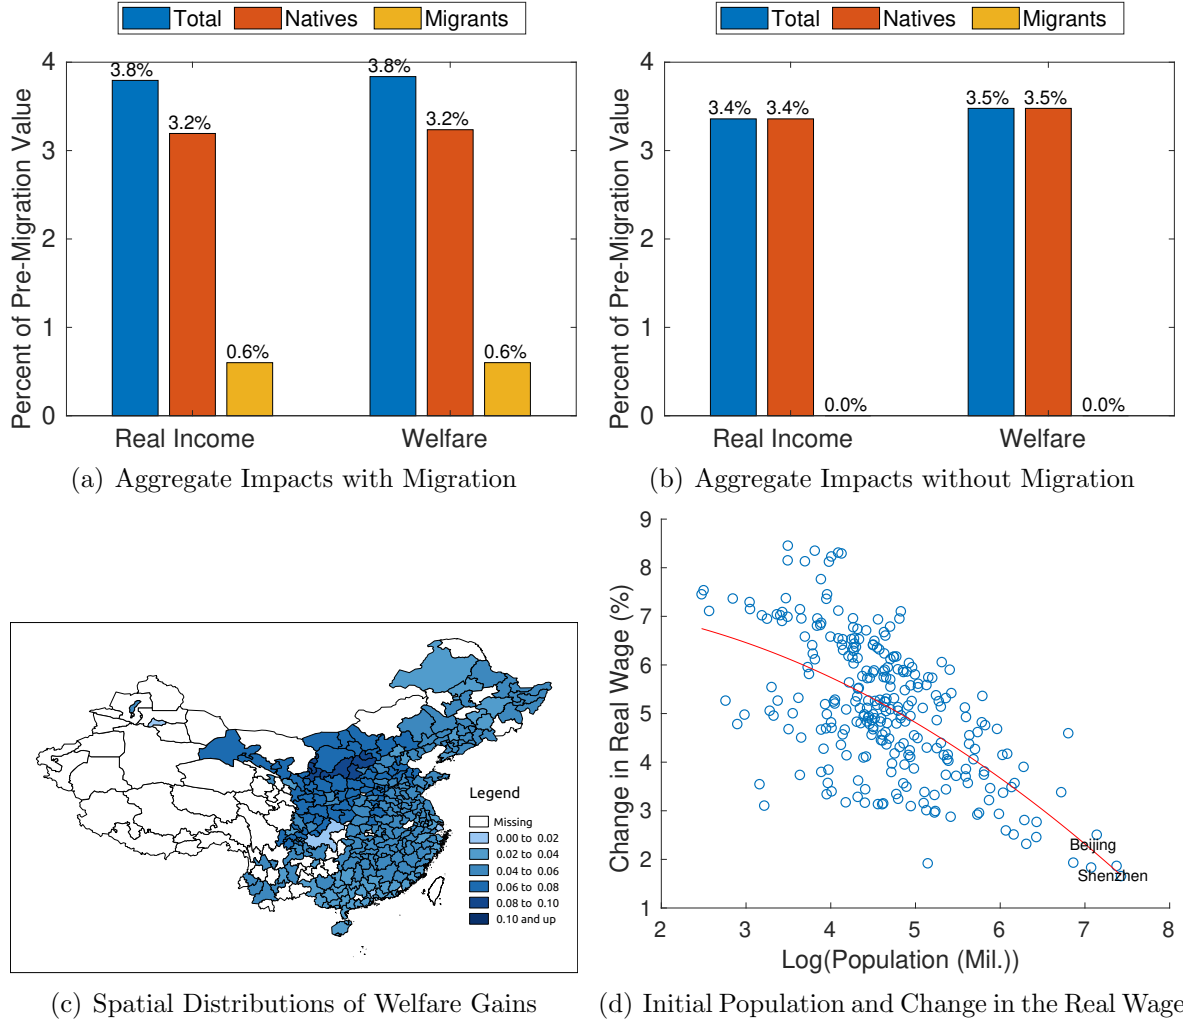 Total Natives Migrants
Percent of Pre-Migration Value
4
3
2
1
0
3.8%
3.2%
0.6%
3.8%
3.2%
0.6%
Real Income Welfare
(a) Aggregate Impacts with Migration
Total Natives Migrants
Percent of Pre-Migration Value
4
3
2
1
0
3.4% 3.4%
0.0%
3.5% 3.5%
0.0%
Real Income Welfare
(b) Aggregate Impacts without Migration
Legend
Missing
0.00 to 0.02
0.02 to 0.04
0.04 to 0.06
0.06 to 0.08
0.08 to 0.10
0.10 and up
(c) Spatial Distributions of Welfare Gains
Change in Real Wage (%)
9
8
7
6
5
4
3
2
1
Beijing
Shenzhen
2 3 4 5 6 7 8
Log(Population (Mil.))
(d) Initial Population and Change in the Real Wage